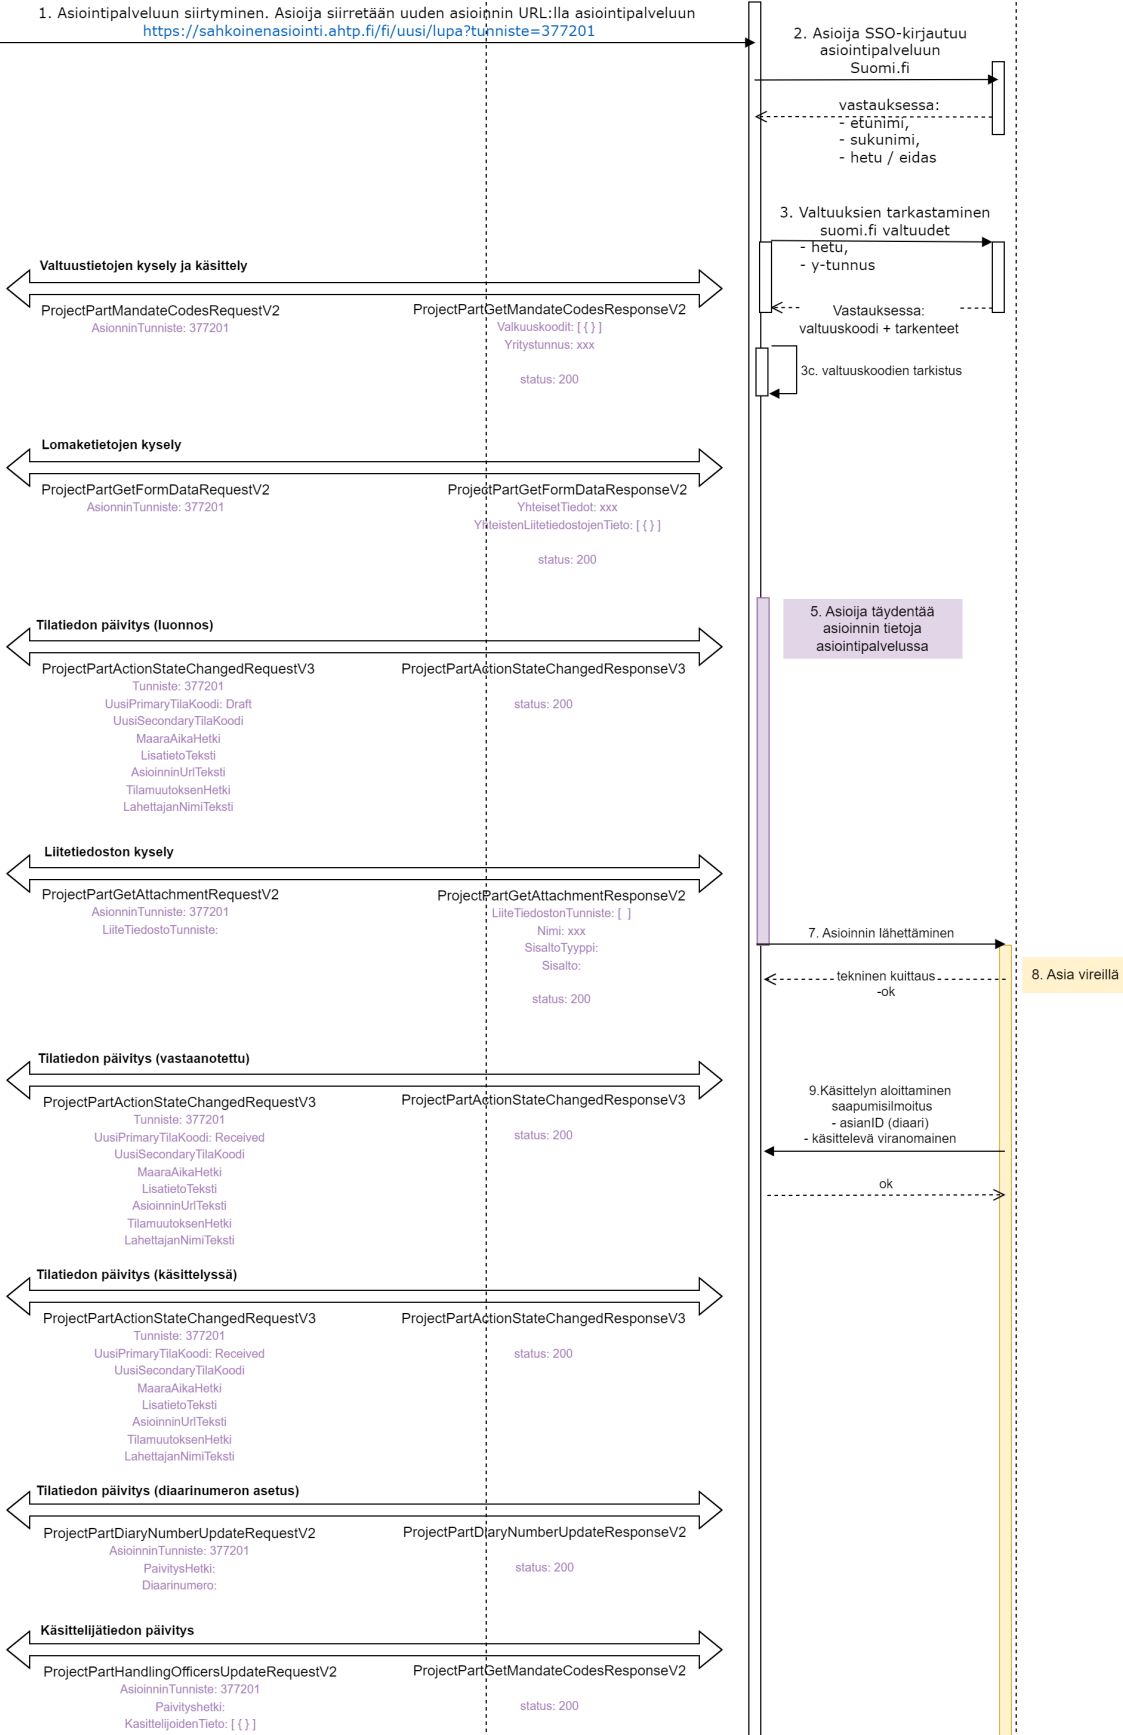 1. Asiointipalveluun siirtyminen. Asioija siirretään uuden asioinnin URL:lla asiointipalveluun
https://sahkoinenasiointi.ahtp.fi/fi/uusi/lupa?tunniste=377201
2. Asioija SSO-kirjautuu
asiointipalveluun
Suomi.fi
vastauksessa:
- etunimi,
- sukunimi,
- hetu / eidas
3. Valtuuksien tarkastaminen
suomi.fi valtuudet
- hetu,
- y-tunnus
Vastauksessa:
valtuuskoodi + tarkenteet
3c. valtuuskoodien tarkistus
Valtuustietojen kysely ja käsittely
ProjectPartMandateCodesRequestV2
AsionninTunniste: 377201
ProjectPartGetMandateCodesResponseV2
Valkuuskoodit: [ { } ]
Yritystunnus: xxx
status: 200
Lomaketietojen kysely
ProjectPartGetFormDataRequestV2
AsionninTunniste: 377201
ProjectPartGetFormDataResponseV2
YhteisetTiedot: xxx
YhteistenLiitetiedostojenTieto: [ { } ]
status: 200
5. Asioija täydentää
asioinnin tietoja
asiointipalvelussa
Tilatiedon päivitys (luonnos)
ProjectPartActionStateChangedRequestV3
Tunniste: 377201
UusiPrimaryTilaKoodi: Draft
UusiSecondaryTilaKoodi
MaaraAikaHetki
LisatietoTeksti
AsioinninUrlTeksti
TilamuutoksenHetki
LahettajanNimiTeksti
ProjectPartActionStateChangedResponseV3
status: 200
Liitetiedoston kysely
ProjectPartGetAttachmentRequestV2
AsionninTunniste: 377201
LiiteTiedostoTunniste:
ProjectPartGetAttachmentResponseV2
LiiteTiedostonTunniste: [  ]
Nimi: xxx
SisaltoTyyppi:
Sisalto:
status: 200
7. Asioinnin lähettäminen
tekninen kuittaus
-ok
8. Asia vireillä
Tilatiedon päivitys (vastaanotettu)
ProjectPartActionStateChangedRequestV3
Tunniste: 377201
UusiPrimaryTilaKoodi: Received
UusiSecondaryTilaKoodi
MaaraAikaHetki
LisatietoTeksti
AsioinninUrlTeksti
TilamuutoksenHetki
LahettajanNimiTeksti
ProjectPartActionStateChangedResponseV3
status: 200
9.Käsittelyn aloittaminen
saapumisilmoitus
- asianID (diaari)
- käsittelevä viranomainen
ok
Tilatiedon päivitys (käsittelyssä)
ProjectPartActionStateChangedRequestV3
Tunniste: 377201
UusiPrimaryTilaKoodi: Received
UusiSecondaryTilaKoodi
MaaraAikaHetki
LisatietoTeksti
AsioinninUrlTeksti
TilamuutoksenHetki
LahettajanNimiTeksti
ProjectPartActionStateChangedResponseV3
status: 200
Tilatiedon päivitys (diaarinumeron asetus)
ProjectPartDiaryNumberUpdateRequestV2
AsioinninTunniste: 377201
PaivitysHetki:
Diaarinumero:
ProjectPartDiaryNumberUpdateResponseV2
status: 200
Käsittelijätiedon päivitys
ProjectPartHandlingOfficersUpdateRequestV2
AsioinninTunniste: 377201
Paivityshetki:
KasittelijoidenTieto: [ { } ]
ProjectPartGetMandateCodesResponseV2
status: 200